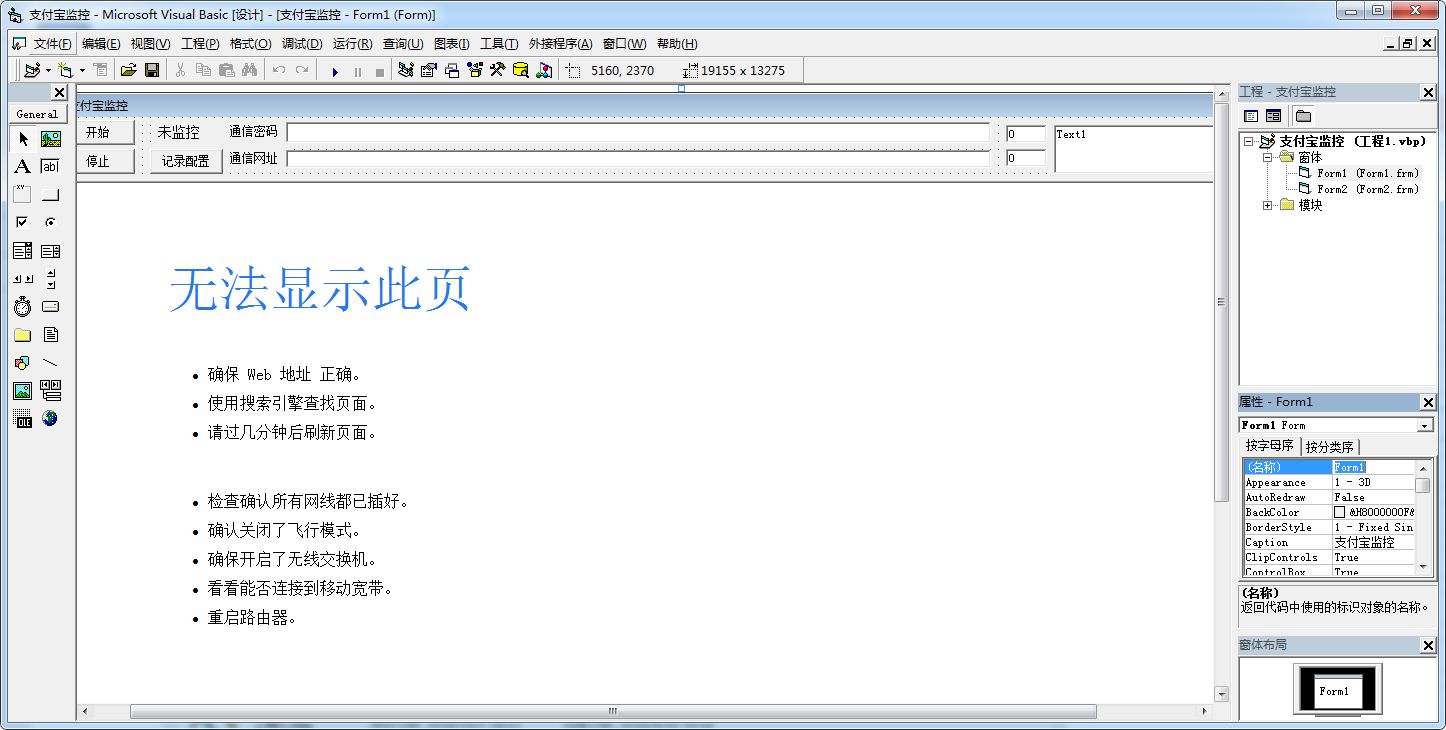 支付宝监控 - Microsoft Visual Basic [设计] - [支付宝监控 - Form1 (Form)]
文件(F) 编辑(E) 视图(V) 工程(P) 格式(O) 调试(D) 运行(R) 查询(U) 图表(I) 工具(T) 外接程序(A) 窗口(W) 帮助(H)
5160, 2370 19155 x 13275
General
A
ab
xy
OLE
支付宝监控
开始 未监控 通信密码 0 Text1
停止 记录配置 通信网址 0
无法显示此页
• 确保 Web 地址 正确。
• 使用搜索引擎查找页面。
• 请过几分钟后刷新页面。
• 检查确认所有网线都已插好。
• 确认关闭了飞行模式。
• 确保开启了无线交换机。
• 看看能否连接到移动宽带。
• 重启路由器。
工程 - 支付宝监控
支付宝监控 (工程1.vbp)
窗体
Form1 (Form1.frm)
Form2 (Form2.frm)
模块
属性 - Form1
Form1 Form
按字母序 按分类序
(名称) Form1
Appearance 1 - 3D
AutoRedraw False
BackColor &H8000000F&
BorderStyle 1 - Fixed Sin
Caption 支付宝监控
ClipControls True
ControlBox True
(名称)
返回代码中使用的标识对象的名称。
窗体布局
Form1